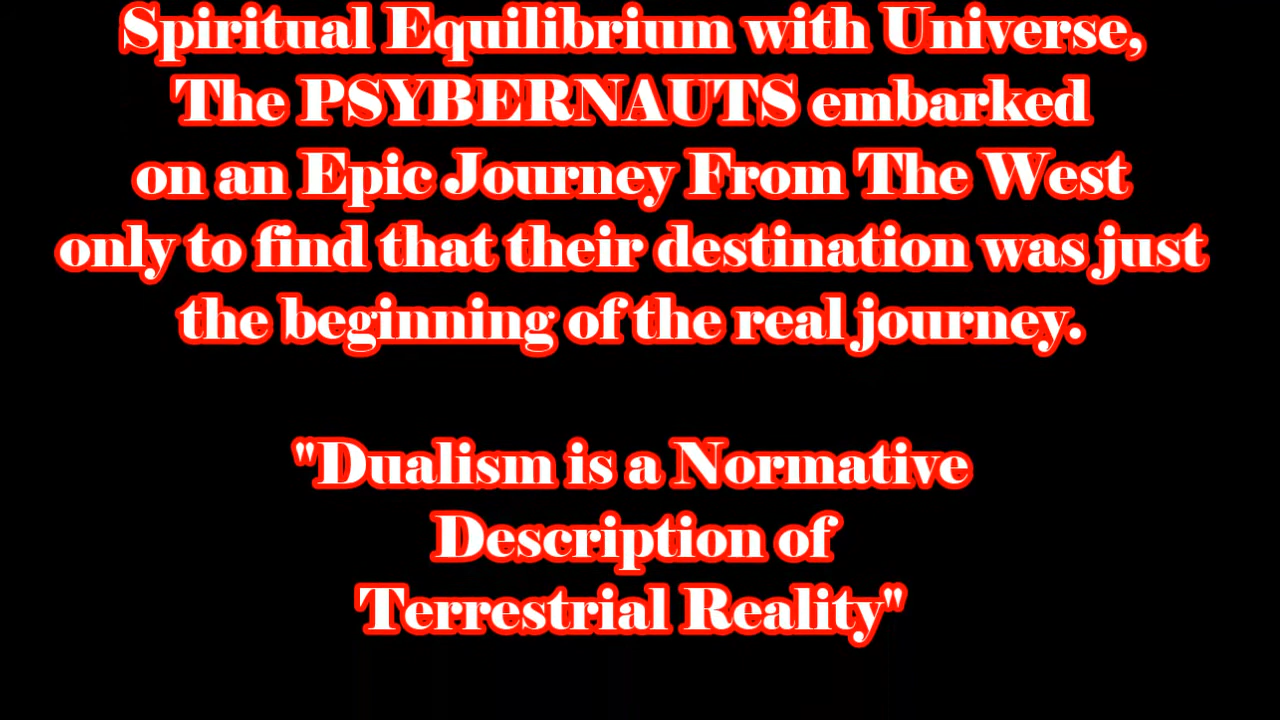 Spiritual Equilibrium with Universe,
The PSYBERNAUTS embarked
on an Epic Journey From The West
only to find that their destination was just
the beginning of the real journey.
"Dualism is a Normative
Description of
Terrestrial Reality"